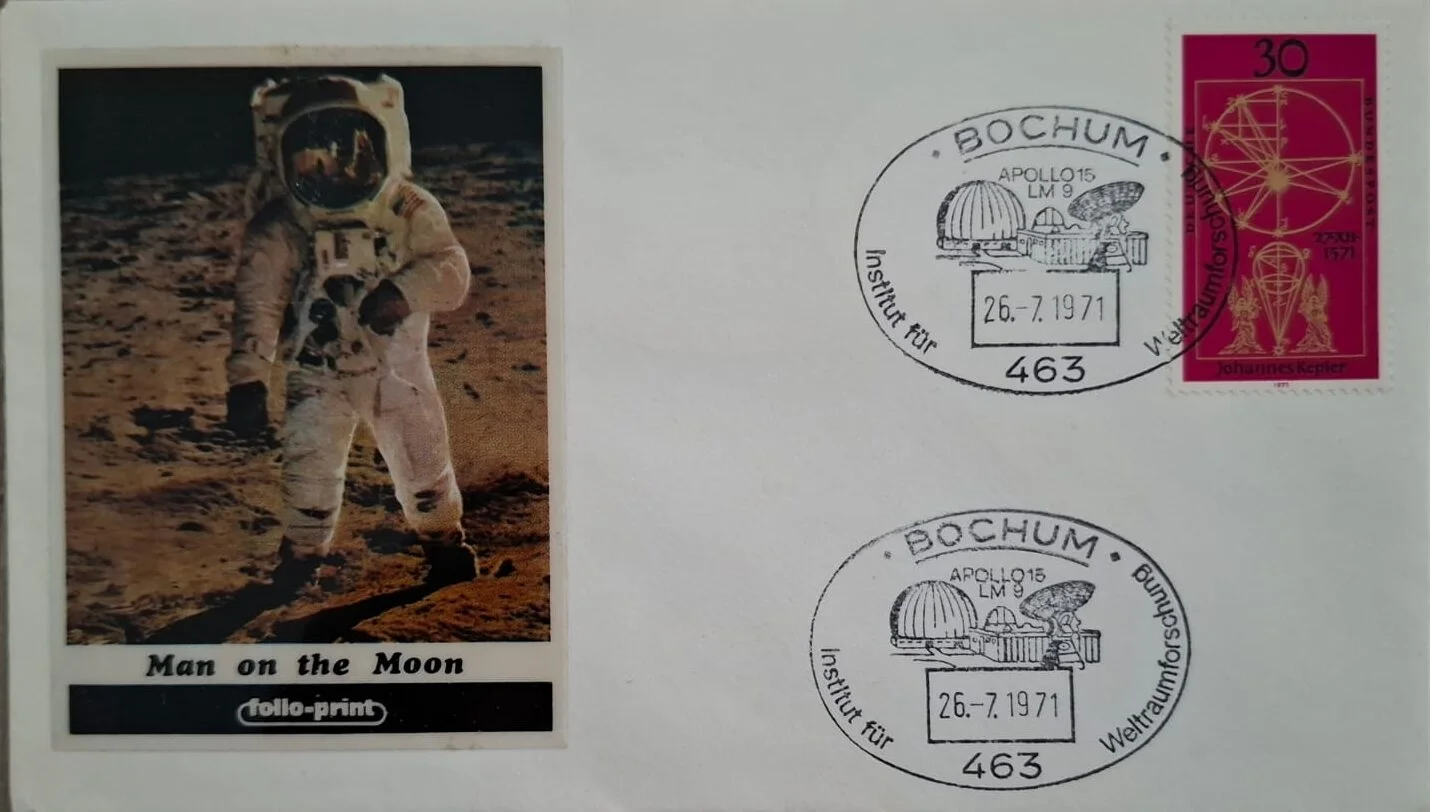 Man on the Moon
folio-print
BOCHUM
APOLLO 15
LM 9
Institut für Weltraumforschung
26.-7.1971
463
30
DEUTSCHE
BUNDESPOST
27·XII·
1571
Johannes Kepler
1971
BOCHUM
APOLLO 15
LM 9
Institut für Weltraumforschung
26.-7.1971
463